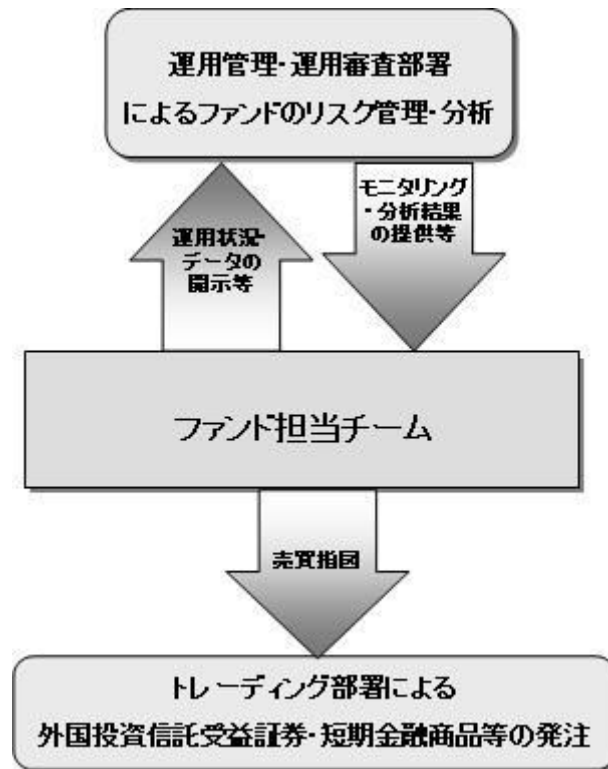 運用管理・運用審査部署
によるファンドのリスク管理・分析
運用状況・
データの
開示等
モニタリング
・分析結果
の提供等
ファンド担当チーム
売買指図
トレーディング部署による
外国投資信託受益証券・短期金融商品等の発注